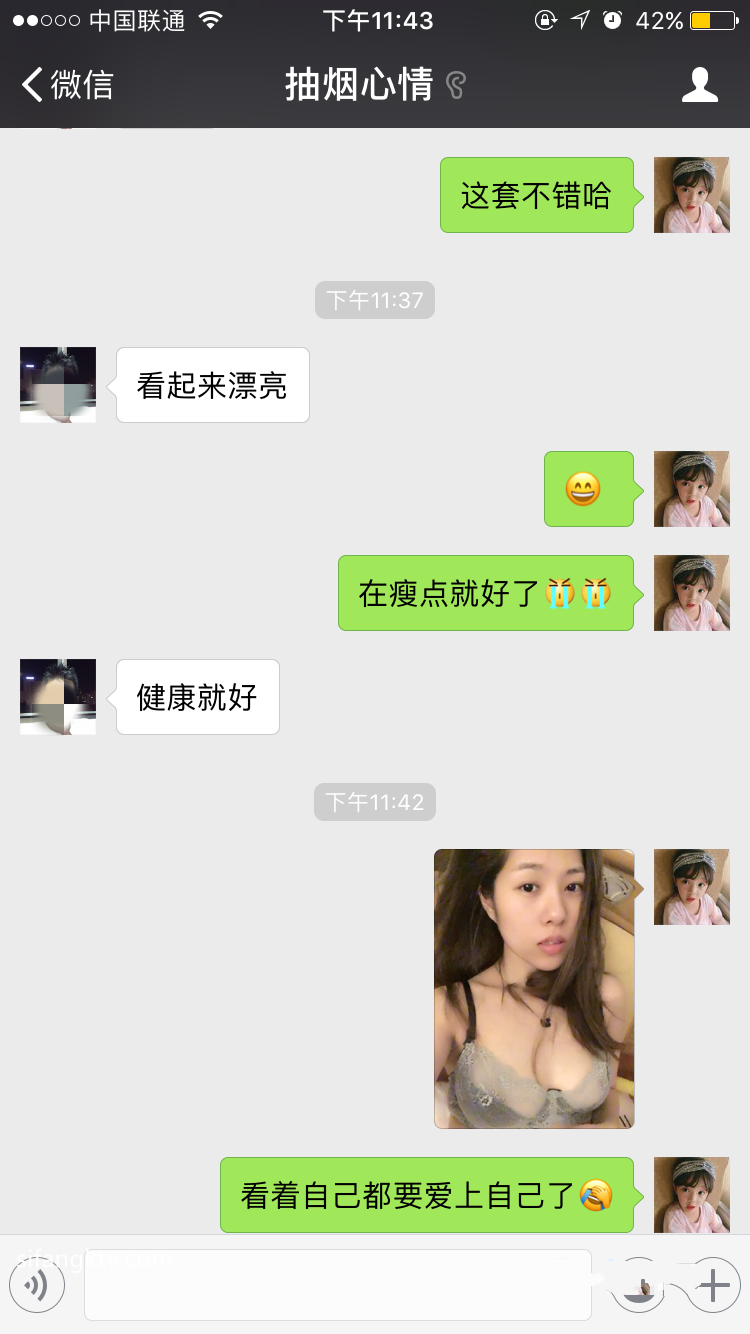 中国联通 下午11:43 42%
微信 抽烟心情
这套不错哈
下午11:37
看起来漂亮
😄
在瘦点就好了😭😭
健康就好
下午11:42
看着自己都要爱上自己了😂